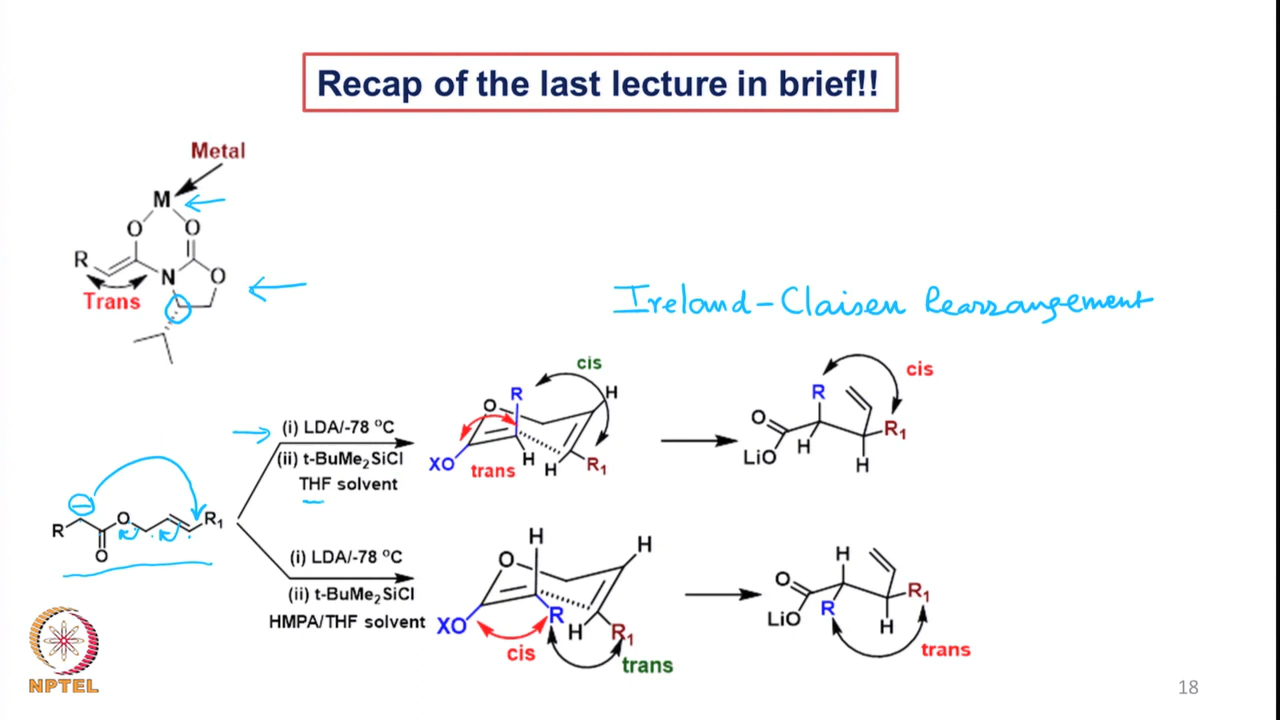 Recap of the last lecture in brief!!
Metal
M
O O
R N O
Trans
Ireland-Claisen Rearrangement
cis
(i) LDA/-78 °C
(ii) t-BuMe2SiCl
THF solvent
R H
O
XO H H R1
trans
cis
R
O R1
LiO H
H
R O R1
O
(i) LDA/-78 °C
(ii) t-BuMe2SiCl
HMPA/THF solvent
H H
O
XO R H R1
cis
trans
H
O R1
LiO R H
trans
NPTEL
18